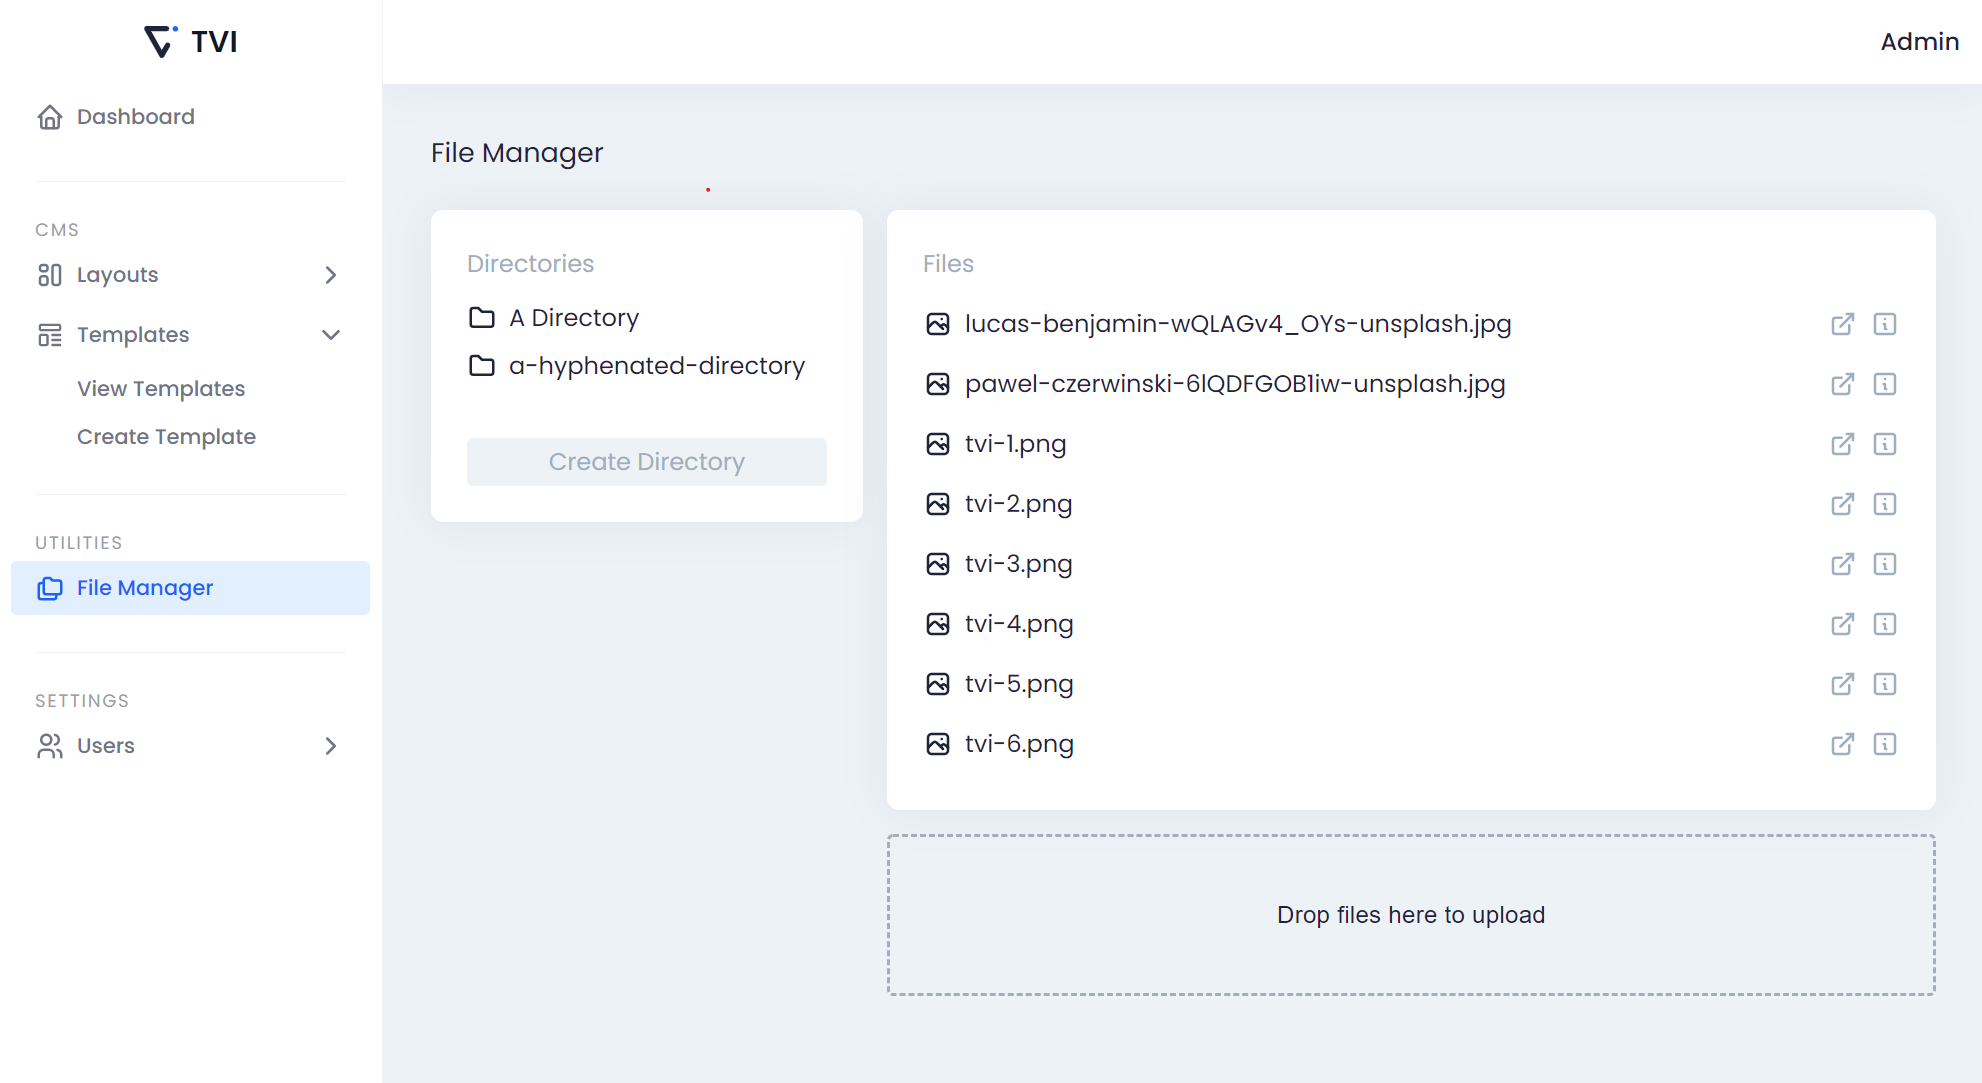 TVI
Admin
Dashboard
CMS
Layouts
Templates
View Templates
Create Template
UTILITIES
File Manager
SETTINGS
Users
File Manager
Directories
A Directory
a-hyphenated-directory
Create Directory
Files
lucas-benjamin-wQLAGv4_OYs-unsplash.jpg
pawel-czerwinski-6lQDFGOB1iw-unsplash.jpg
tvi-1.png
tvi-2.png
tvi-3.png
tvi-4.png
tvi-5.png
tvi-6.png
Drop files here to upload